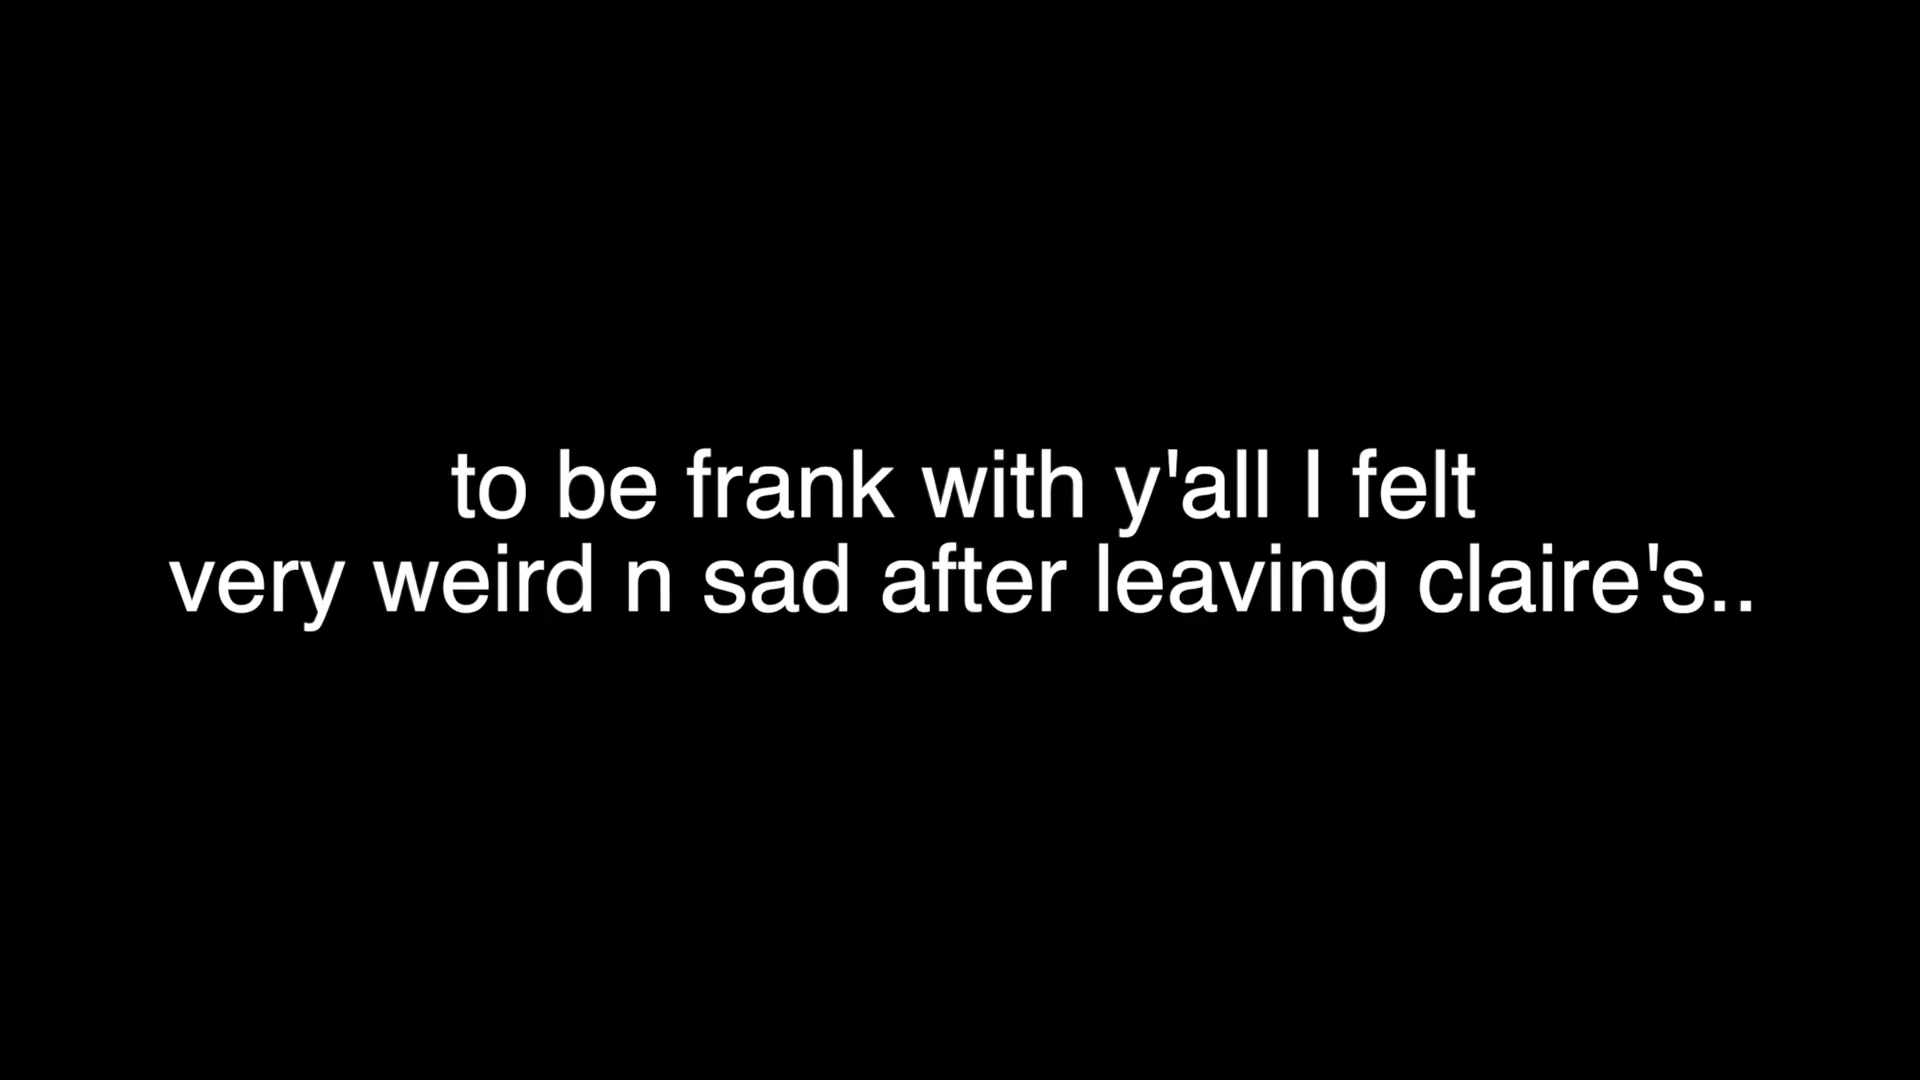 to be frank with y'all I felt
very weird n sad after leaving claire's..